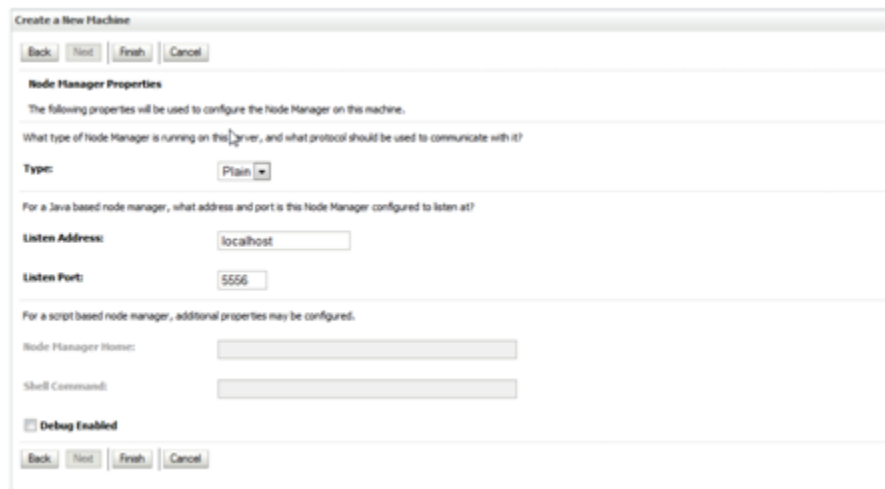 Create a New Machine
Back Next Finish Cancel
Node Manager Properties
The following properties will be used to configure the Node Manager on this machine.
What type of Node Manager is running on this server, and what protocol should be used to communicate with it?
Type: Plain
For a Java based node manager, what address and port is this Node Manager configured to listen at?
Listen Address: localhost
Listen Port: 5556
For a script based node manager, additional properties may be configured.
Node Manager Home:
Shell Command:
Debug Enabled
Back Next Finish Cancel